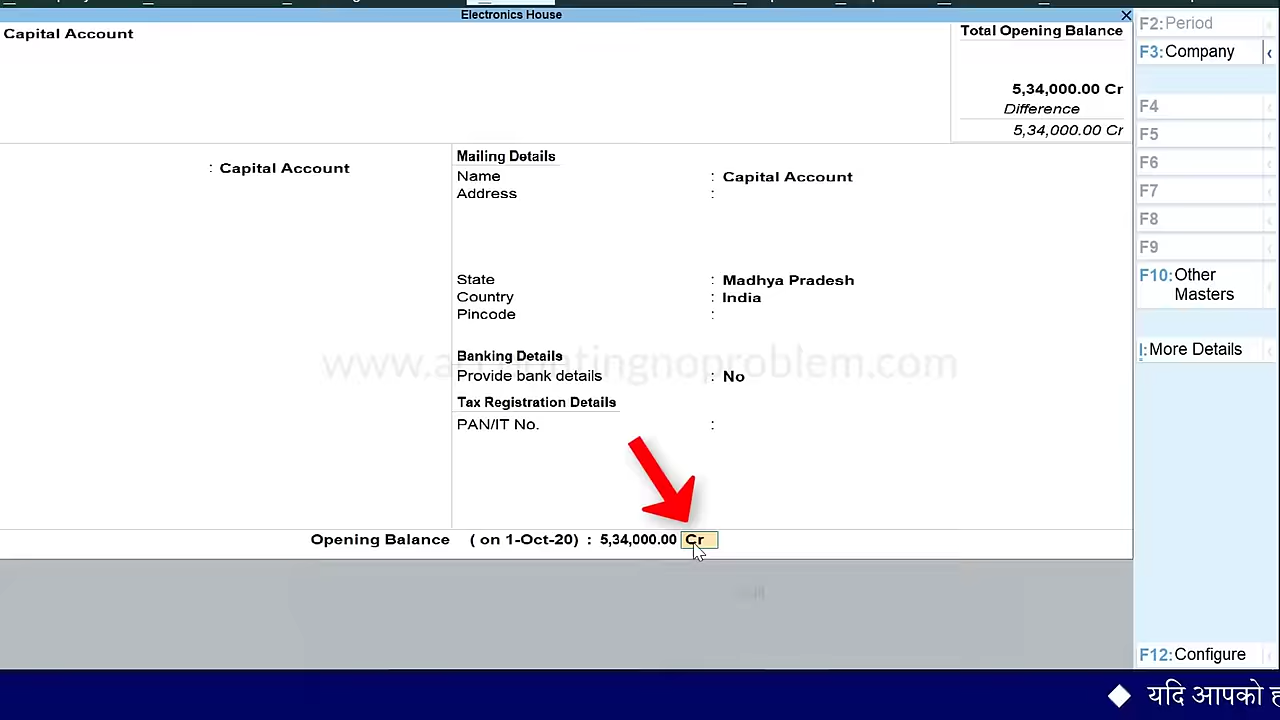 Electronics House
Capital Account
Total Opening Balance
5,34,000.00 Cr
Difference
5,34,000.00 Cr
: Capital Account
Mailing Details
Name : Capital Account
Address :
State : Madhya Pradesh
Country : India
Pincode :
Banking Details
Provide bank details : No
Tax Registration Details
PAN/IT No. :
Opening Balance ( on 1-Oct-20) : 5,34,000.00 Cr
F2:Period
F3:Company
F4
F5
F6
F7
F8
F9
F10:Other
Masters
I:More Details
F12:Configure
www.accountingnoproblem.com
यदि आपको